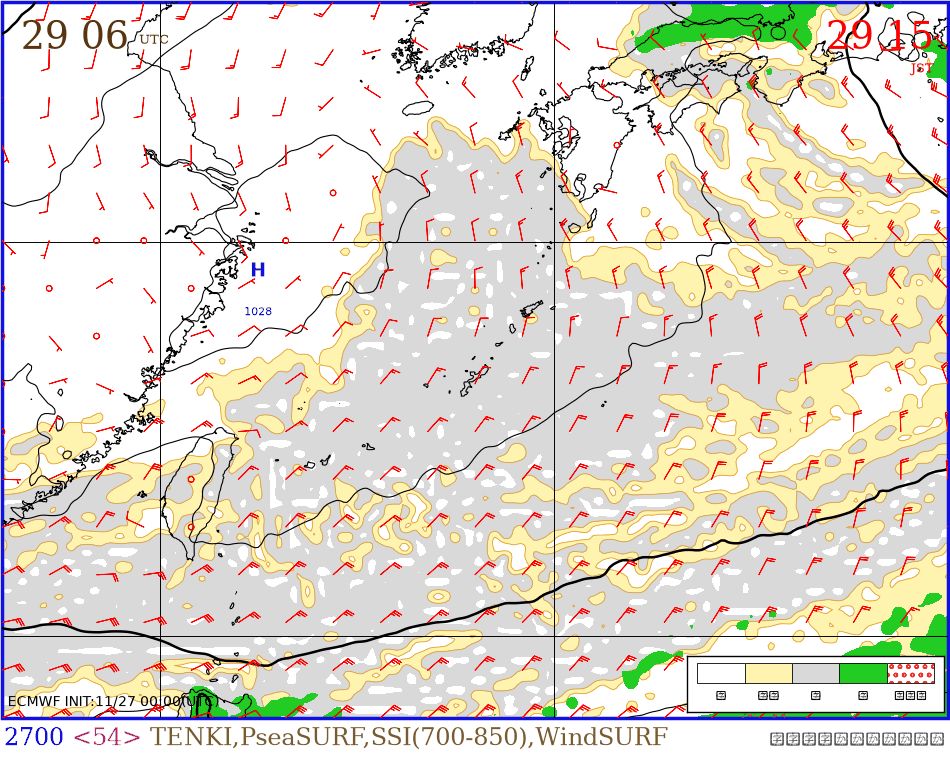 29 06 UTC
29 15 JST
H
1028
ECMWF INIT:11/27 00:00(UTC)
2700 <54> TENKI,PseaSURF,SSI(700-850),WindSURF